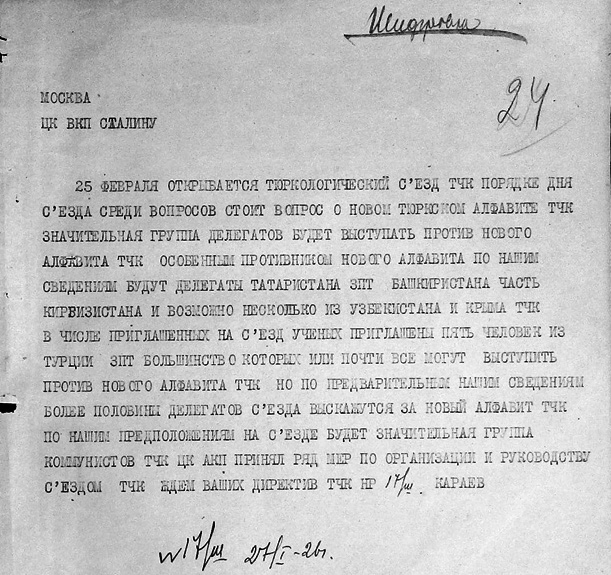 Шифровка
24
МОСКВА
ЦК ВКП СТАЛИНУ
25 ФЕВРАЛЯ ОТКРЫВАЕТСЯ ТЮРКОЛОГИЧЕСКИЙ С'ЕЗД ТЧК ПОРЯДКЕ ДНЯ
С'ЕЗДА СРЕДИ ВОПРОСОВ СТОИТ ВОПРОС О НОВОМ ТЮРКСКОМ АЛФАВИТЕ ТЧК
ЗНАЧИТЕЛЬНАЯ ГРУППА ДЕЛЕГАТОВ БУДЕТ ВЫСТУПАТЬ ПРОТИВ НОВОГО
АЛФАВИТА ТЧК ОСОБЕННЫМ ПРОТИВНИКОМ НОВОГО АЛФАВИТА ПО НАШИМ
СВЕДЕНИЯМ БУДУТ ДЕЛЕГАТЫ ТАТАРИСТАНА ЗПТ БАШКИРИСТАНА ЧАСТЬ
КИРВИЗИСТАНА И ВОЗМОЖНО НЕСКОЛЬКО ИЗ УЗБЕКИСТАНА И КРЫМА ТЧК
В ЧИСЛЕ ПРИГЛАШЕННЫХ НА С'ЕЗД УЧЕНЫХ ПРИГЛАШЕНЫ ПЯТЬ ЧЕЛОВЕК ИЗ
ТУРЦИИ ЗПТ БОЛЬШИНСТВО КОТОРЫХ ИЛИ ПОЧТИ ВСЕ МОГУТ ВЫСТУПИТЬ
ПРОТИВ НОВОГО АЛФАВИТА ТЧК НО ПО ПРЕДВАРИТЕЛЬНЫМ НАШИМ СВЕДЕНИЯМ
БОЛЕЕ ПОЛОВИНЫ ДЕЛЕГАТОВ С'ЕЗДА ВЫСКАЖУТСЯ ЗА НОВЫЙ АЛФАВИТ ТЧК
ПО НАШИМ ПРЕДПОЛОЖЕНИЯМ НА С'ЕЗДЕ БУДЕТ ЗНАЧИТЕЛЬНАЯ ГРУППА
КОММУНИСТОВ ТЧК ЦК АКП ПРИНЯЛ РЯД МЕР ПО ОРГАНИЗАЦИИ И РУКОВОДСТВУ
С'ЕЗДОМ ТЧК ЖДЕМ ВАШИХ ДИРЕКТИВ ТЧК НР 17/ш КАРАЕВ
17/ш 27/I-26г.